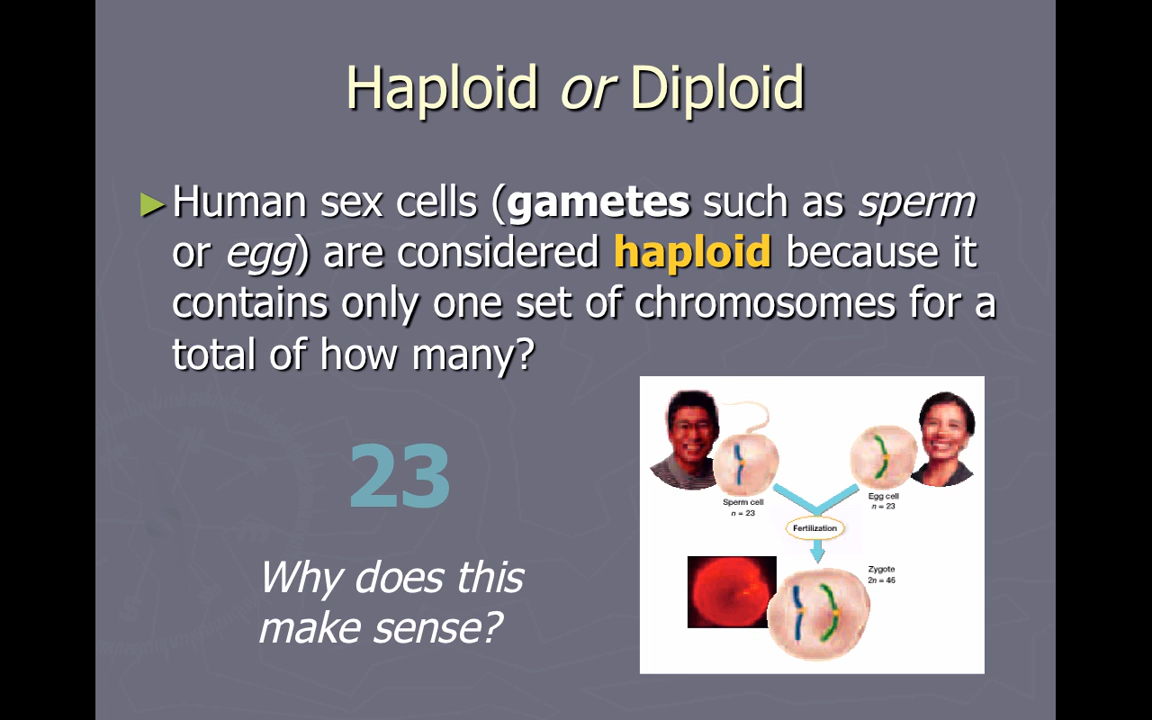 Haploid or Diploid
►Human sex cells (gametes such as sperm
or egg) are considered haploid because it
contains only one set of chromosomes for a
total of how many?
23
Why does this
make sense?
Sperm cell
n = 23
Egg cell
n = 23
Fertilization
Zygote
2n = 46